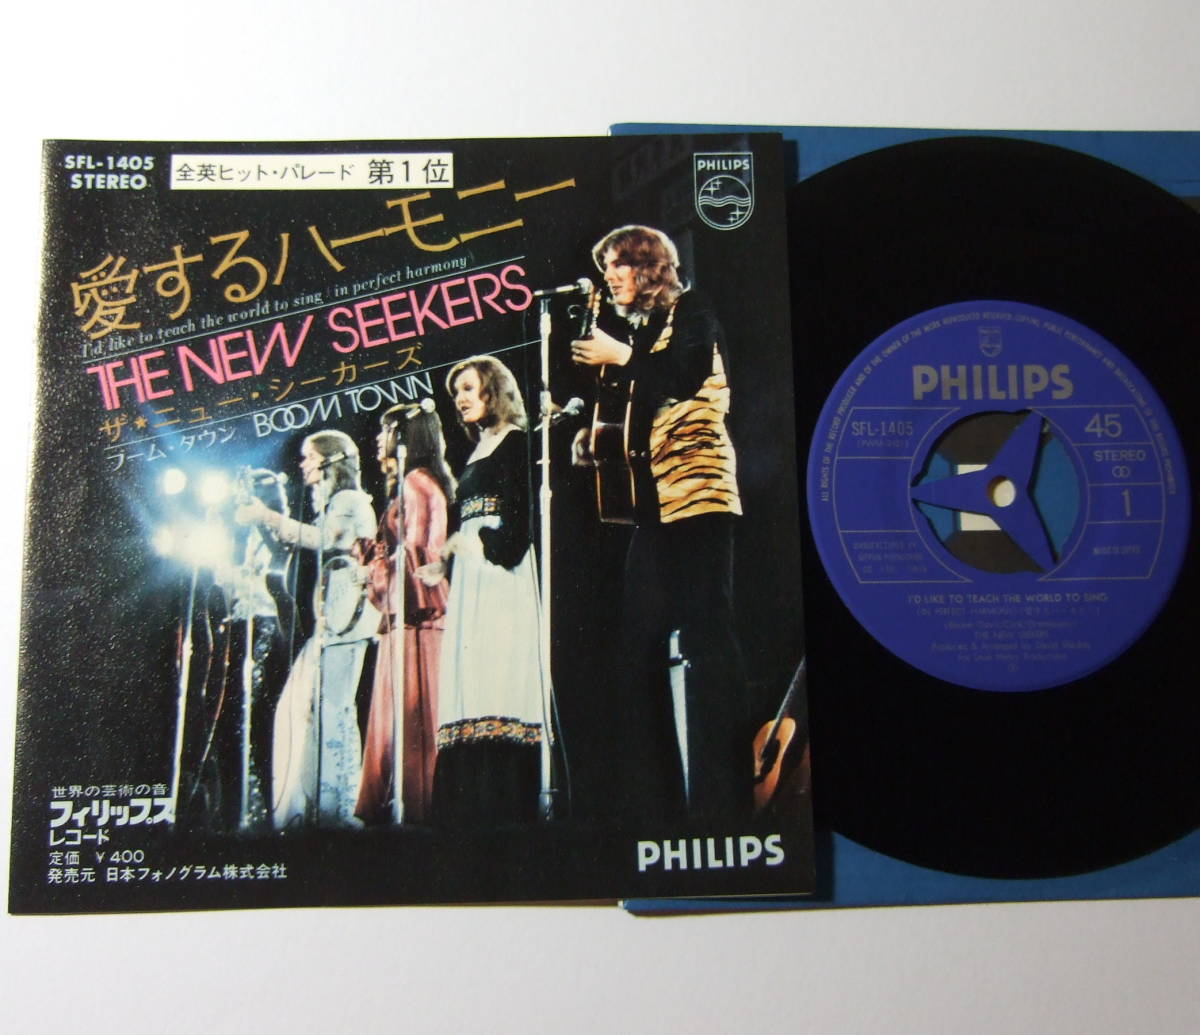 SFL-1405
STEREO
全英ヒット・パレード 第1位
PHILIPS
愛するハーモニー
I'd like to teach the world to sing (in perfect harmony)
THE NEW SEEKERS
ザ★ニュー・シーカーズ
ブーム・タウン BOOM TOWN
世界の芸術の音
フィリップス
レコード
定価 ¥400
発売元 日本フォノグラム株式会社
PHILIPS
PHILIPS
SFL-1405
45
STEREO
1
I'D LIKE TO TEACH THE WORLD TO SING
THE NEW SEEKERS